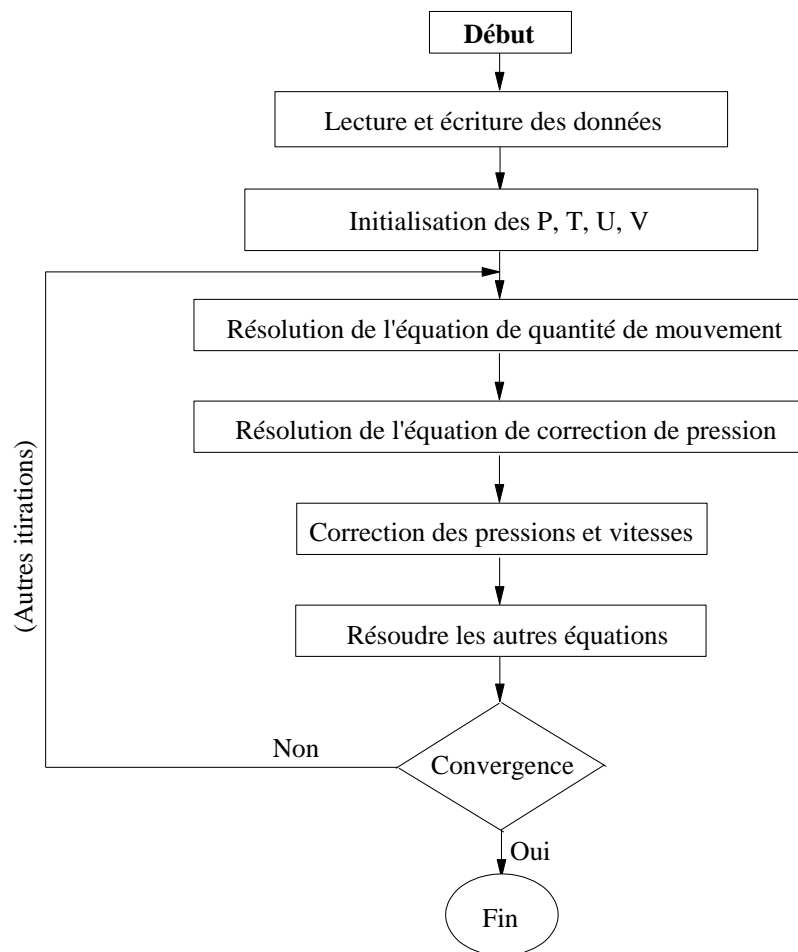 Début
Lecture et écriture des données
Initialisation des P, T, U, V
Résolution de l'équation de quantité de mouvement
Résolution de l'équation de correction de pression
Correction des pressions et vitesses
Résoudre les autres équations
Convergence
Non
(Autres itirations)
Oui
Fin